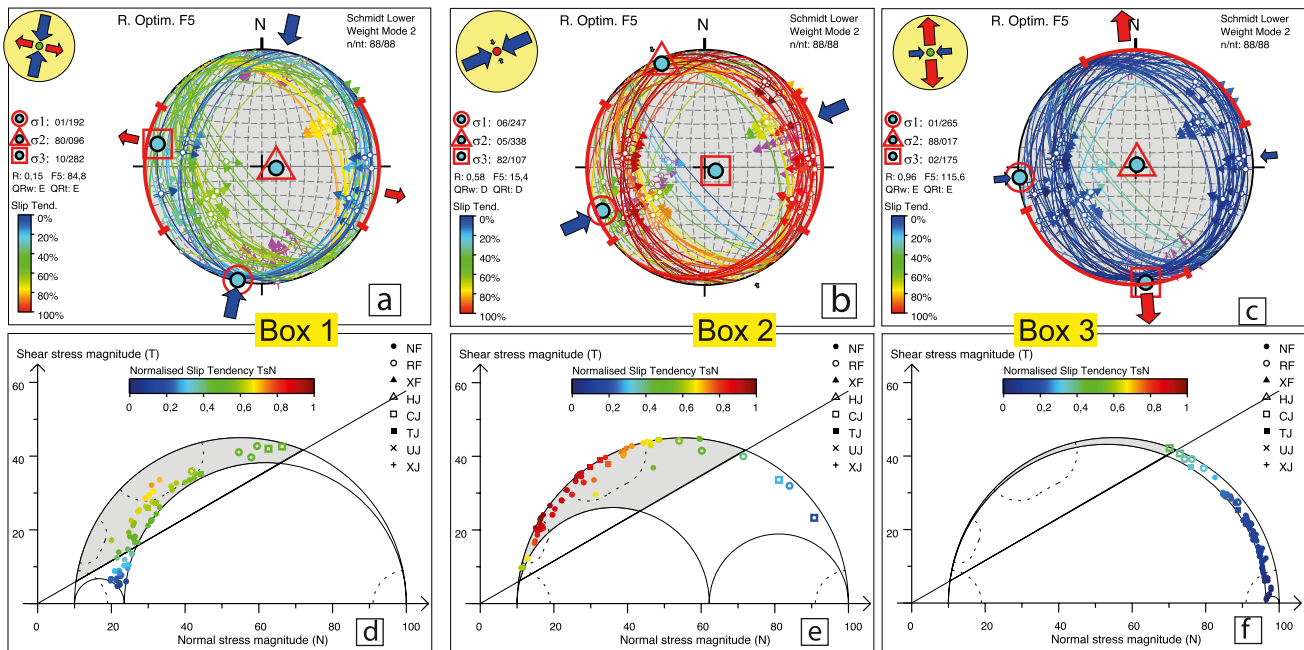 R. Optim. F5
N
Schmidt Lower
Weight Mode 2
n/nt: 88/88
σ1: 01/192
σ2: 80/096
σ3: 10/282
R: 0,15 F5: 84,8
QRw: E QRt: E
Slip Tend.
0%
20%
40%
60%
80%
100%
a
R. Optim. F5
N
Schmidt Lower
Weight Mode 2
n/nt: 88/88
σ1: 06/247
σ2: 05/338
σ3: 82/107
R: 0,58 F5: 15,4
QRw: D QRt: D
Slip Tend.
0%
20%
40%
60%
80%
100%
b
R. Optim. F5
N
Schmidt Lower
Weight Mode 2
n/nt: 88/88
σ1: 01/265
σ2: 88/017
σ3: 02/175
R: 0,96 F5: 115,6
QRw: E QRt: E
Slip Tend.
0%
20%
40%
60%
80%
100%
c
Box 1
Box 2
Box 3
Shear stress magnitude (T)
60
40
20
Normalised Slip Tendency TsN
0 0,2 0,4 0,6 0,8 1
NF
RF
XF
HJ
CJ
TJ
UJ
XJ
0 20 40 60 80 100
Normal stress magnitude (N)
d
Shear stress magnitude (T)
60
40
20
Normalised Slip Tendency TsN
0 0,2 0,4 0,6 0,8 1
NF
RF
XF
HJ
CJ
TJ
UJ
XJ
0 20 40 60 80 100
Normal stress magnitude (N)
e
Shear stress magnitude (T)
60
40
20
Normalised Slip Tendency TsN
0 0,2 0,4 0,6 0,8 1
NF
RF
XF
HJ
CJ
TJ
UJ
XJ
0 20 40 60 80 100
Normal stress magnitude (N)
f